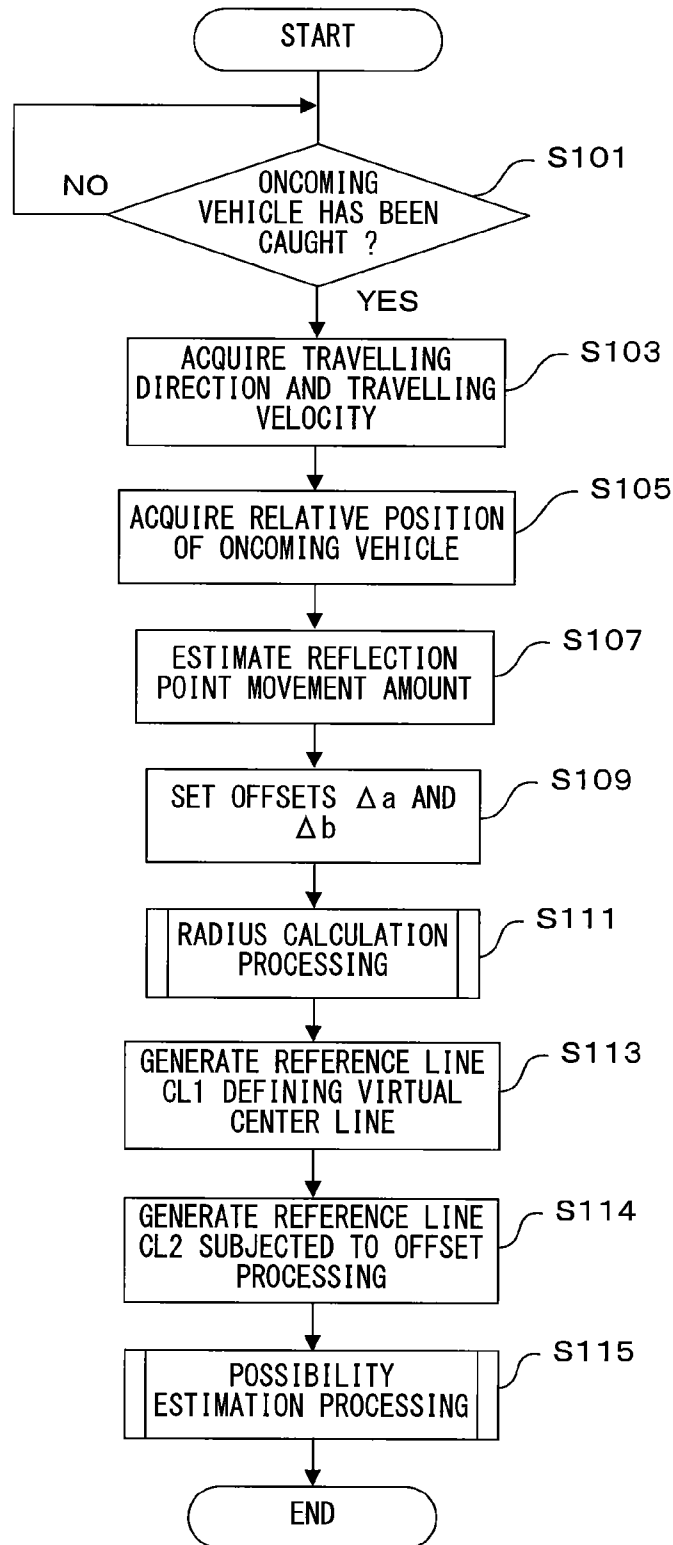 START
S101
NO
ONCOMING
VEHICLE HAS BEEN
CAUGHT ?
YES
S103
ACQUIRE TRAVELLING
DIRECTION AND TRAVELLING
VELOCITY
S105
ACQUIRE RELATIVE POSITION
OF ONCOMING VEHICLE
S107
ESTIMATE REFLECTION
POINT MOVEMENT AMOUNT
S109
SET OFFSETS Δa AND
Δb
S111
RADIUS CALCULATION
PROCESSING
S113
GENERATE REFERENCE LINE
CL1 DEFINING VIRTUAL
CENTER LINE
S114
GENERATE REFERENCE LINE
CL2 SUBJECTED TO OFFSET
PROCESSING
S115
POSSIBILITY
ESTIMATION PROCESSING
END